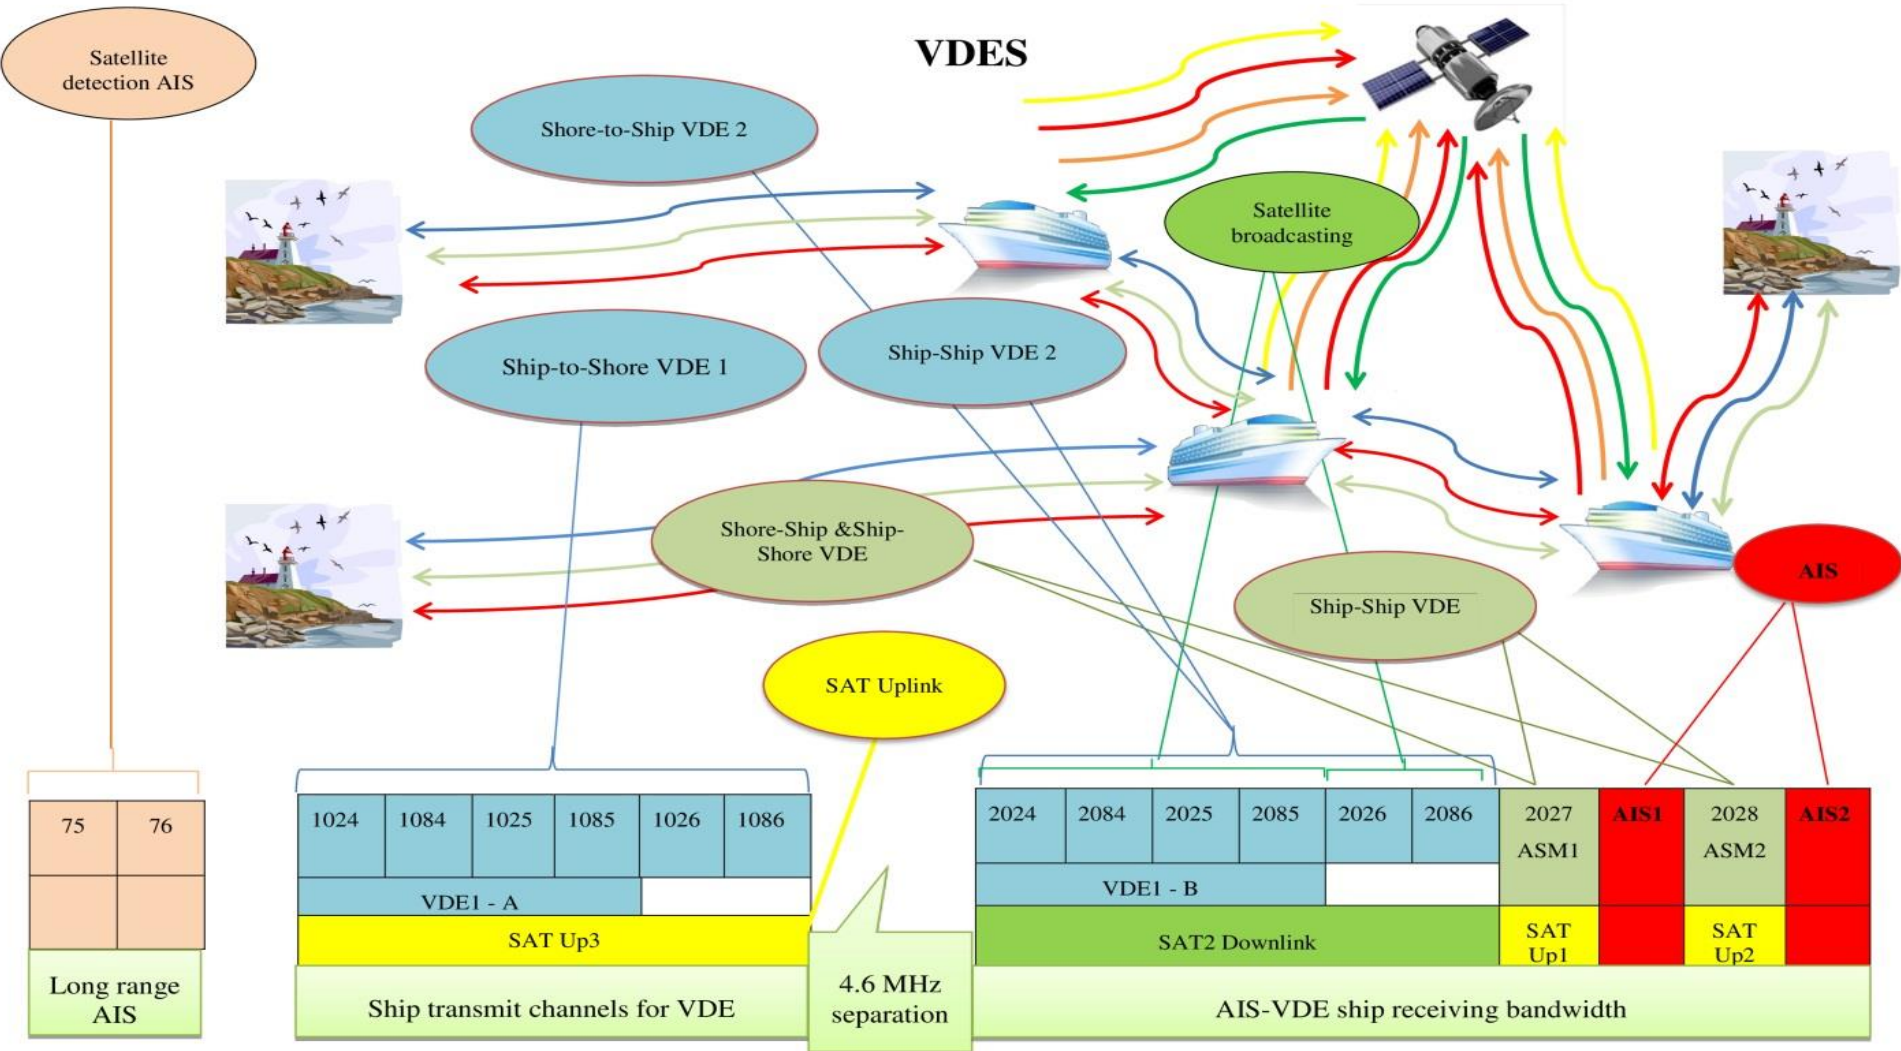 VDES
Satellite
detection AIS
Shore-to-Ship VDE 2
Satellite
broadcasting
Ship-to-Shore VDE 1
Ship-Ship VDE 2
Shore-Ship &Ship-
Shore VDE
AIS
Ship-Ship VDE
SAT Uplink
75 76
1024 1084 1025 1085 1026 1086
2024 2084 2025 2085 2026 2086 2027 AIS1 2028 AIS2
ASM1 ASM2
VDE1 - A
VDE1 - B
SAT Up3
SAT2 Downlink
SAT
Up1
SAT
Up2
Long range
AIS
Ship transmit channels for VDE
4.6 MHz
separation
AIS-VDE ship receiving bandwidth